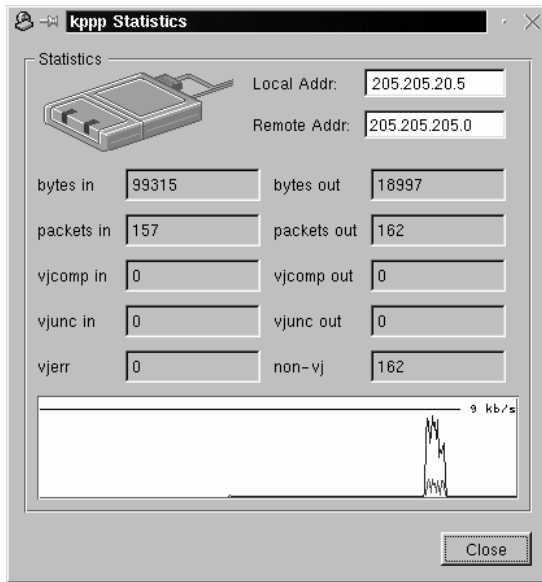 kppp Statistics
Statistics
Local Addr: 205.205.20.5
Remote Addr: 205.205.205.0
bytes in 99315 bytes out 18997
packets in 157 packets out 162
vjcomp in 0 vjcomp out 0
vjunc in 0 vjunc out 0
vjerr 0 non-vj 162
9 kb/s
Close